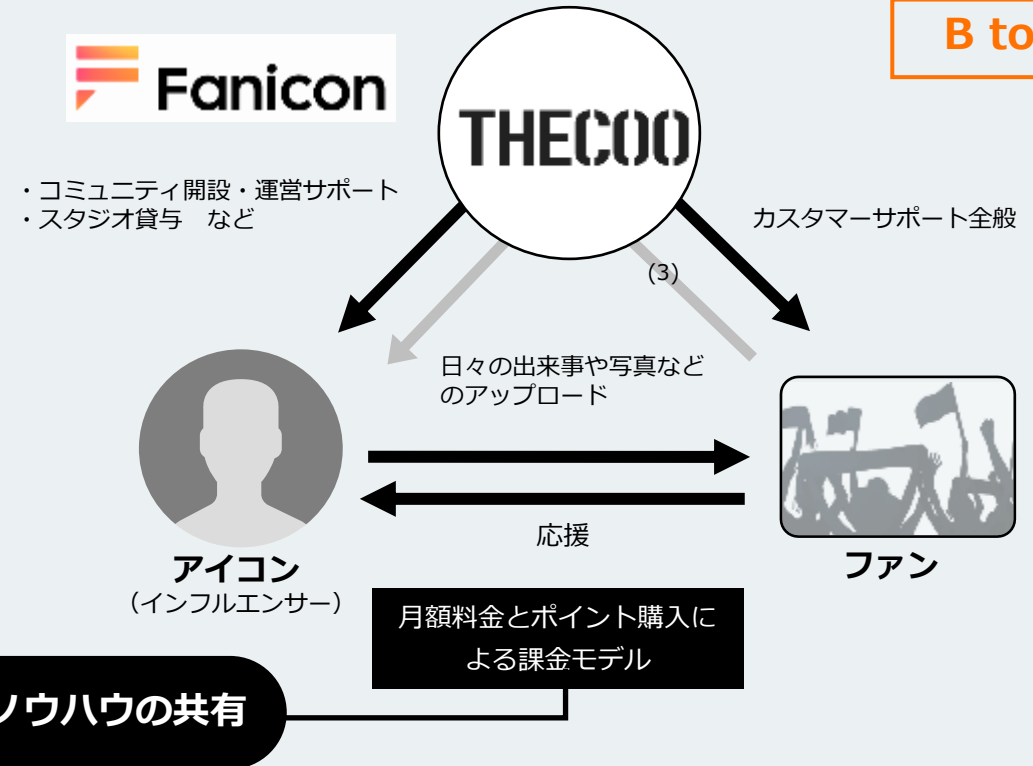 B to
Fanicon
THECOO
・コミュニティ開設・運営サポート
・スタジオ貸与　など
カスタマーサポート全般
(3)
日々の出来事や写真など
のアップロード
応援
アイコン
（インフルエンサー）
ファン
月額料金とポイント購入に
よる課金モデル
ノウハウの共有